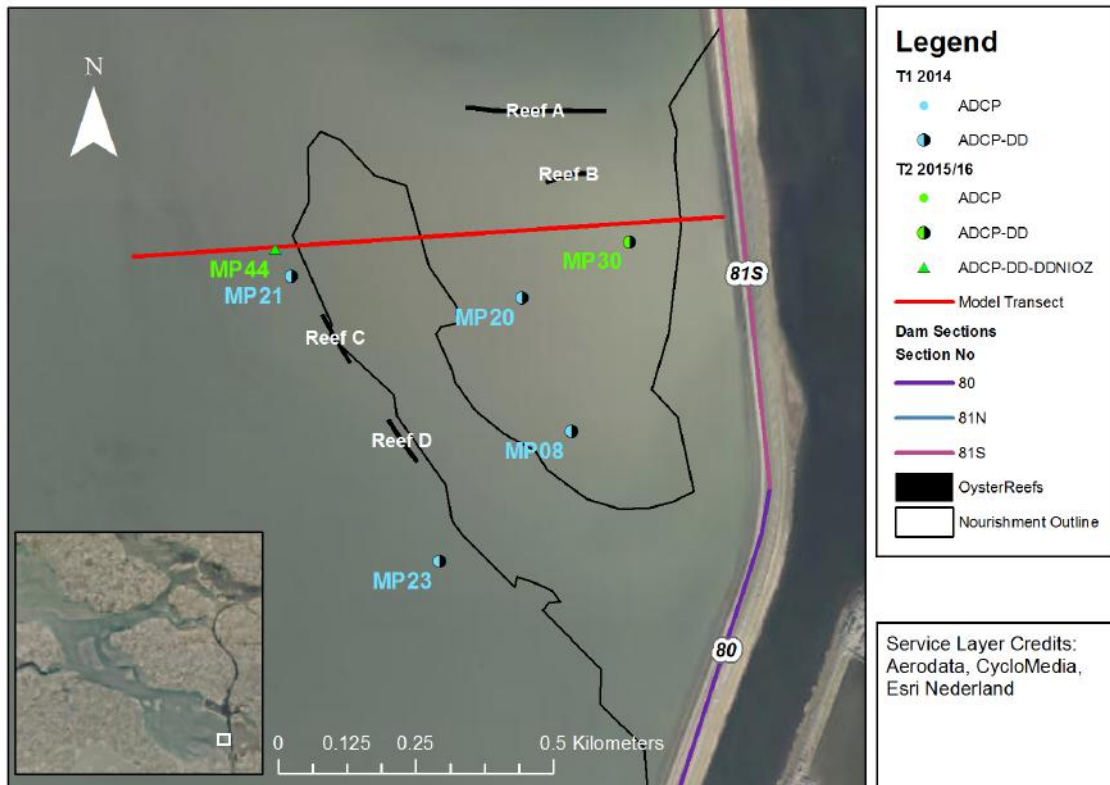 N
Reef A
Reef B
MP44
MP21
MP30
MP20
81S
Reef C
Reef D
MP08
MP23
80
0 0.125 0.25 0.5 Kilometers
Legend
T1 2014
ADCP
ADCP-DD
T2 2015/16
ADCP
ADCP-DD
ADCP-DD-DDNIOZ
Model Transect
Dam Sections
Section No
80
81N
81S
OysterReefs
Nourishment Outline
Service Layer Credits:
Aerodata, CycloMedia,
Esri Nederland